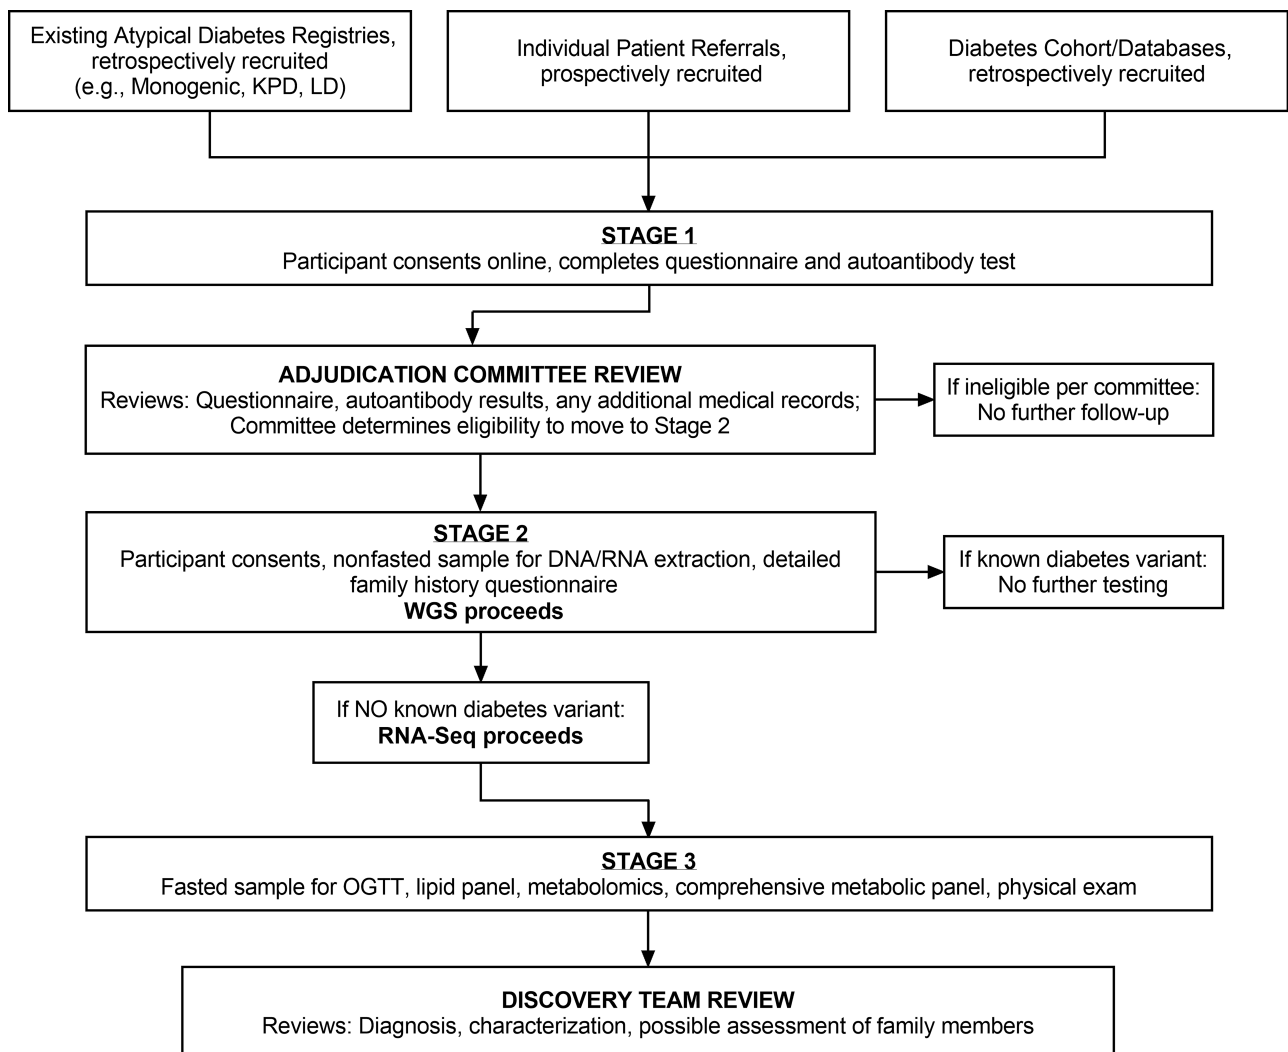 Existing Atypical Diabetes Registries,
retrospectively recruited
(e.g., Monogenic, KPD, LD)
Individual Patient Referrals,
prospectively recruited
Diabetes Cohort/Databases,
retrospectively recruited
STAGE 1
Participant consents online, completes questionnaire and autoantibody test
ADJUDICATION COMMITTEE REVIEW
Reviews: Questionnaire, autoantibody results, any additional medical records;
Committee determines eligibility to move to Stage 2
If ineligible per committee:
No further follow-up
STAGE 2
Participant consents, nonfasted sample for DNA/RNA extraction, detailed
family history questionnaire
WGS proceeds
If known diabetes variant:
No further testing
If NO known diabetes variant:
RNA-Seq proceeds
STAGE 3
Fasted sample for OGTT, lipid panel, metabolomics, comprehensive metabolic panel, physical exam
DISCOVERY TEAM REVIEW
Reviews: Diagnosis, characterization, possible assessment of family members